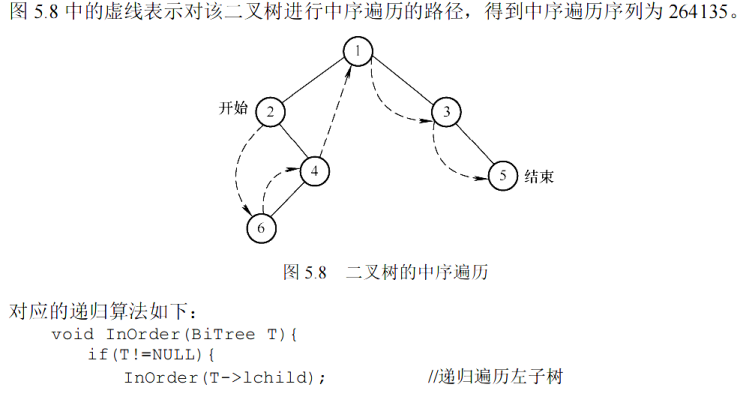 图 5.8 中的虚线表示对该二叉树进行中序遍历的路径，得到中序遍历序列为 264135。
1
开始 2
3
4
5 结束
6
图 5.8 二叉树的中序遍历
对应的递归算法如下：
void InOrder(BiTree T){
if(T!=NULL){
InOrder(T->lchild); //递归遍历左子树